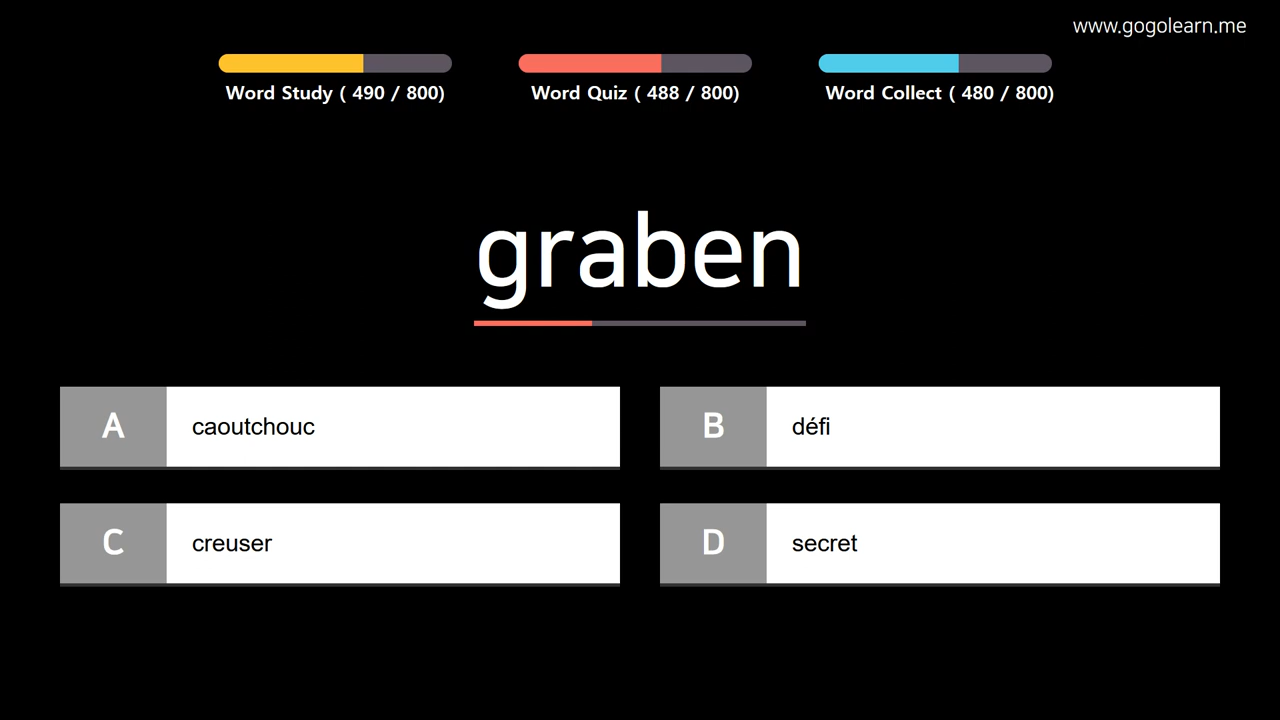 www.gogolearn.me
Word Study ( 490 / 800)
Word Quiz ( 488 / 800)
Word Collect ( 480 / 800)
graben
A caoutchouc
B défi
C creuser
D secret